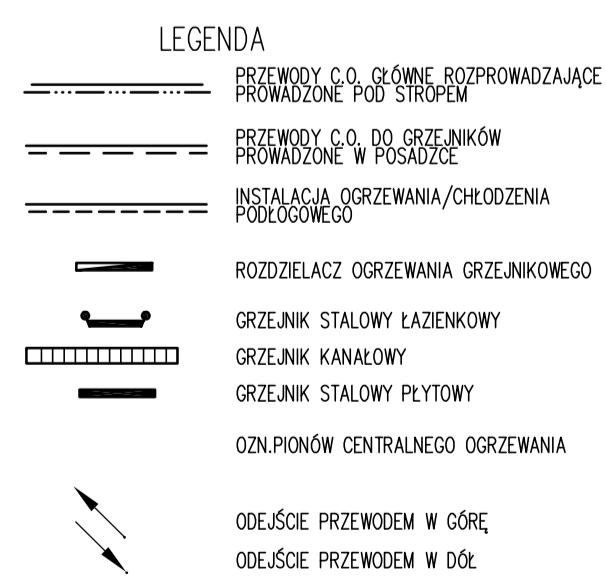 LEGENDA
PRZEWODY C.O. GŁÓWNE ROZPROWADZAJĄCE
PROWADZONE POD STROPEM
PRZEWODY C.O. DO GRZEJNIKÓW
PROWADZONE W POSADZCE
INSTALACJA OGRZEWANIA/CHŁODZENIA
PODŁOGOWEGO
ROZDZIELACZ OGRZEWANIA GRZEJNIKOWEGO
GRZEJNIK STALOWY ŁAZIENKOWY
GRZEJNIK KANAŁOWY
GRZEJNIK STALOWY PŁYTOWY
OZN.PIONÓW CENTRALNEGO OGRZEWANIA
ODEJŚCIE PRZEWODEM W GÓRĘ
ODEJŚCIE PRZEWODEM W DÓŁ